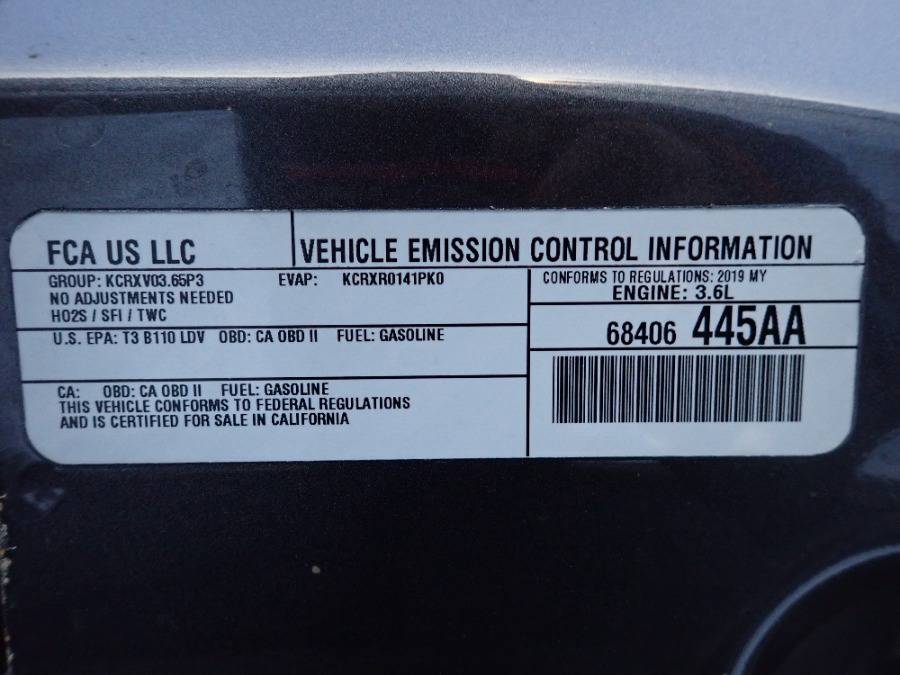 FCA US LLC
VEHICLE EMISSION CONTROL INFORMATION
GROUP: KCRXV03.65P3 EVAP: KCRXR0141PK0
NO ADJUSTMENTS NEEDED
HO2S / SFI / TWC
CONFORMS TO REGULATIONS: 2019 MY
ENGINE: 3.6L
U.S. EPA: T3 B110 LDV OBD: CA OBD II FUEL: GASOLINE
68406 445AA
CA: OBD: CA OBD II FUEL: GASOLINE
THIS VEHICLE CONFORMS TO FEDERAL REGULATIONS
AND IS CERTIFIED FOR SALE IN CALIFORNIA